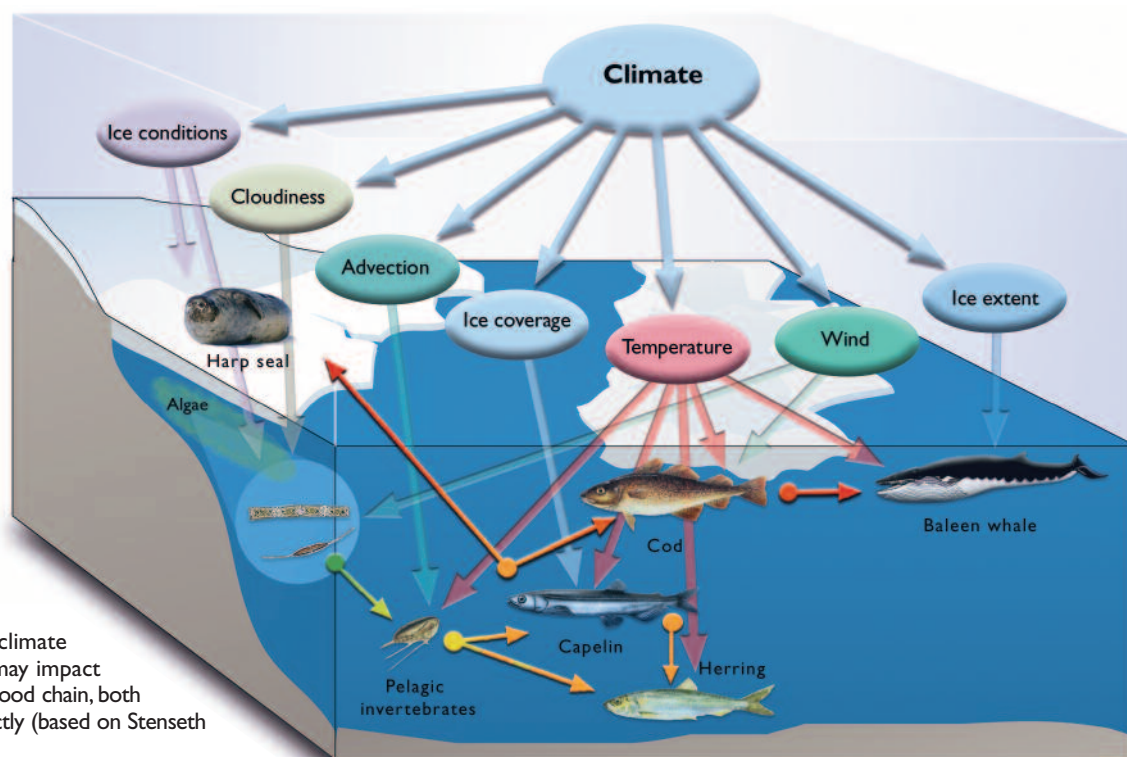 Climate
Ice conditions
Cloudiness
Advection
Ice coverage
Temperature
Wind
Ice extent
Harp seal
Algae
Cod
Baleen whale
Capelin
Herring
Pelagic
invertebrates
climate
may impact
ood chain, both
ctly (based on Stenseth